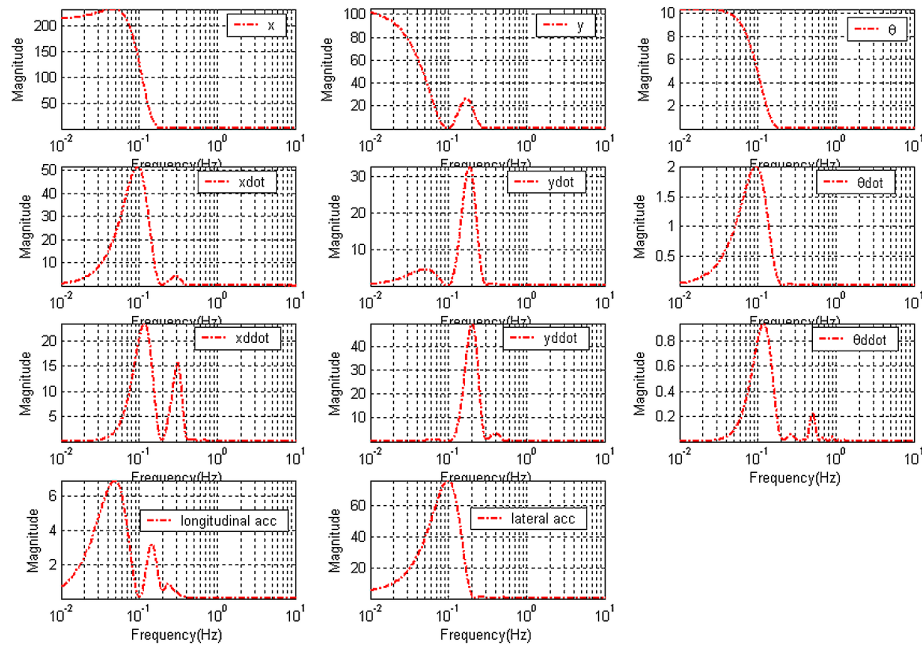 Magnitude
200
150
100
50
x
10^-2 10^-1 10^0 10^1
Frequency(Hz)
Magnitude
100
80
60
40
20
y
10^-2 10^-1 10^0 10^1
Frequency(Hz)
Magnitude
10
8
6
4
2
θ
10^-2 10^-1 10^0 10^1
Frequency(Hz)
Magnitude
50
40
30
20
10
xdot
10^-2 10^-1 10^0 10^1
Frequency(Hz)
Magnitude
30
20
10
ydot
10^-2 10^-1 10^0 10^1
Frequency(Hz)
Magnitude
2
1.5
1
0.5
θdot
10^-2 10^-1 10^0 10^1
Frequency(Hz)
Magnitude
20
15
10
5
xddot
10^-2 10^-1 10^0 10^1
Frequency(Hz)
Magnitude
40
30
20
10
yddot
10^-2 10^-1 10^0 10^1
Frequency(Hz)
Magnitude
0.8
0.6
0.4
0.2
θddot
10^-2 10^-1 10^0 10^1
Frequency(Hz)
Magnitude
6
4
2
longitudinal acc
10^-2 10^-1 10^0 10^1
Frequency(Hz)
Magnitude
60
40
20
lateral acc
10^-2 10^-1 10^0 10^1
Frequency(Hz)